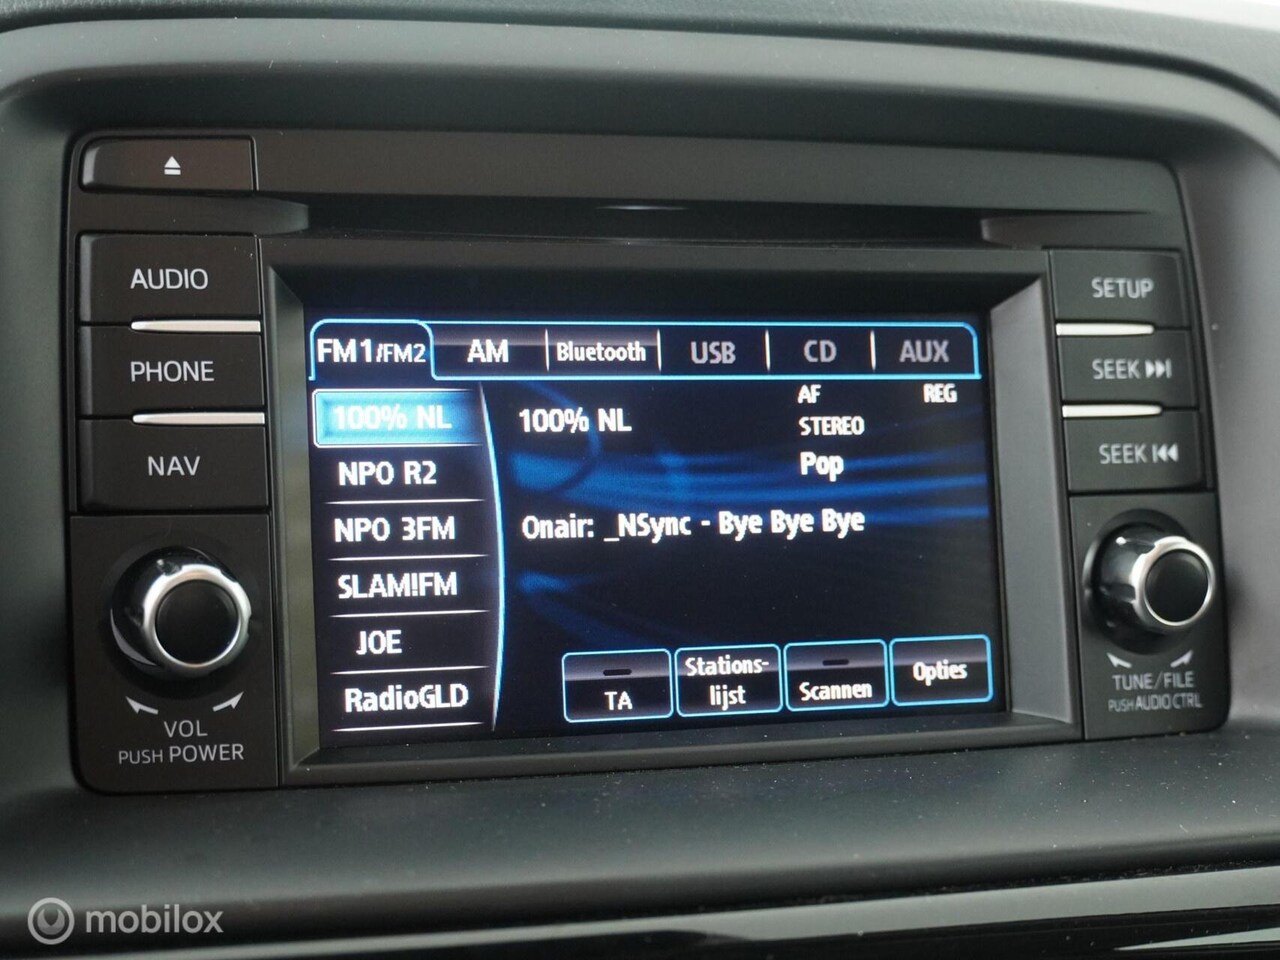 AUDIO
PHONE
NAV
VOL
PUSH POWER
FM1/FM2 AM Bluetooth USB CD AUX
100% NL
NPO R2
NPO 3FM
SLAM!FM
JOE
RadioGLD
100% NL
AF REG
STEREO
Pop
Onair: _NSync - Bye Bye Bye
TA
Stations-
lijst
Scannen
Opties
SETUP
SEEK
SEEK
TUNE/FILE
PUSH AUDIO CTRL
mobilox